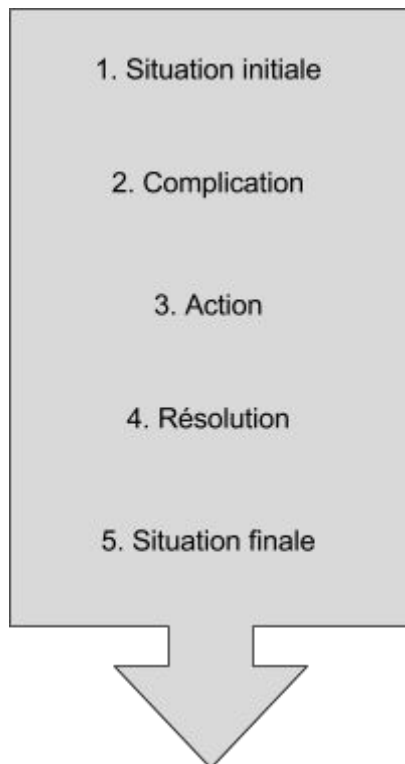 1. Situation initiale
2. Complication
3. Action
4. Résolution
5. Situation finale